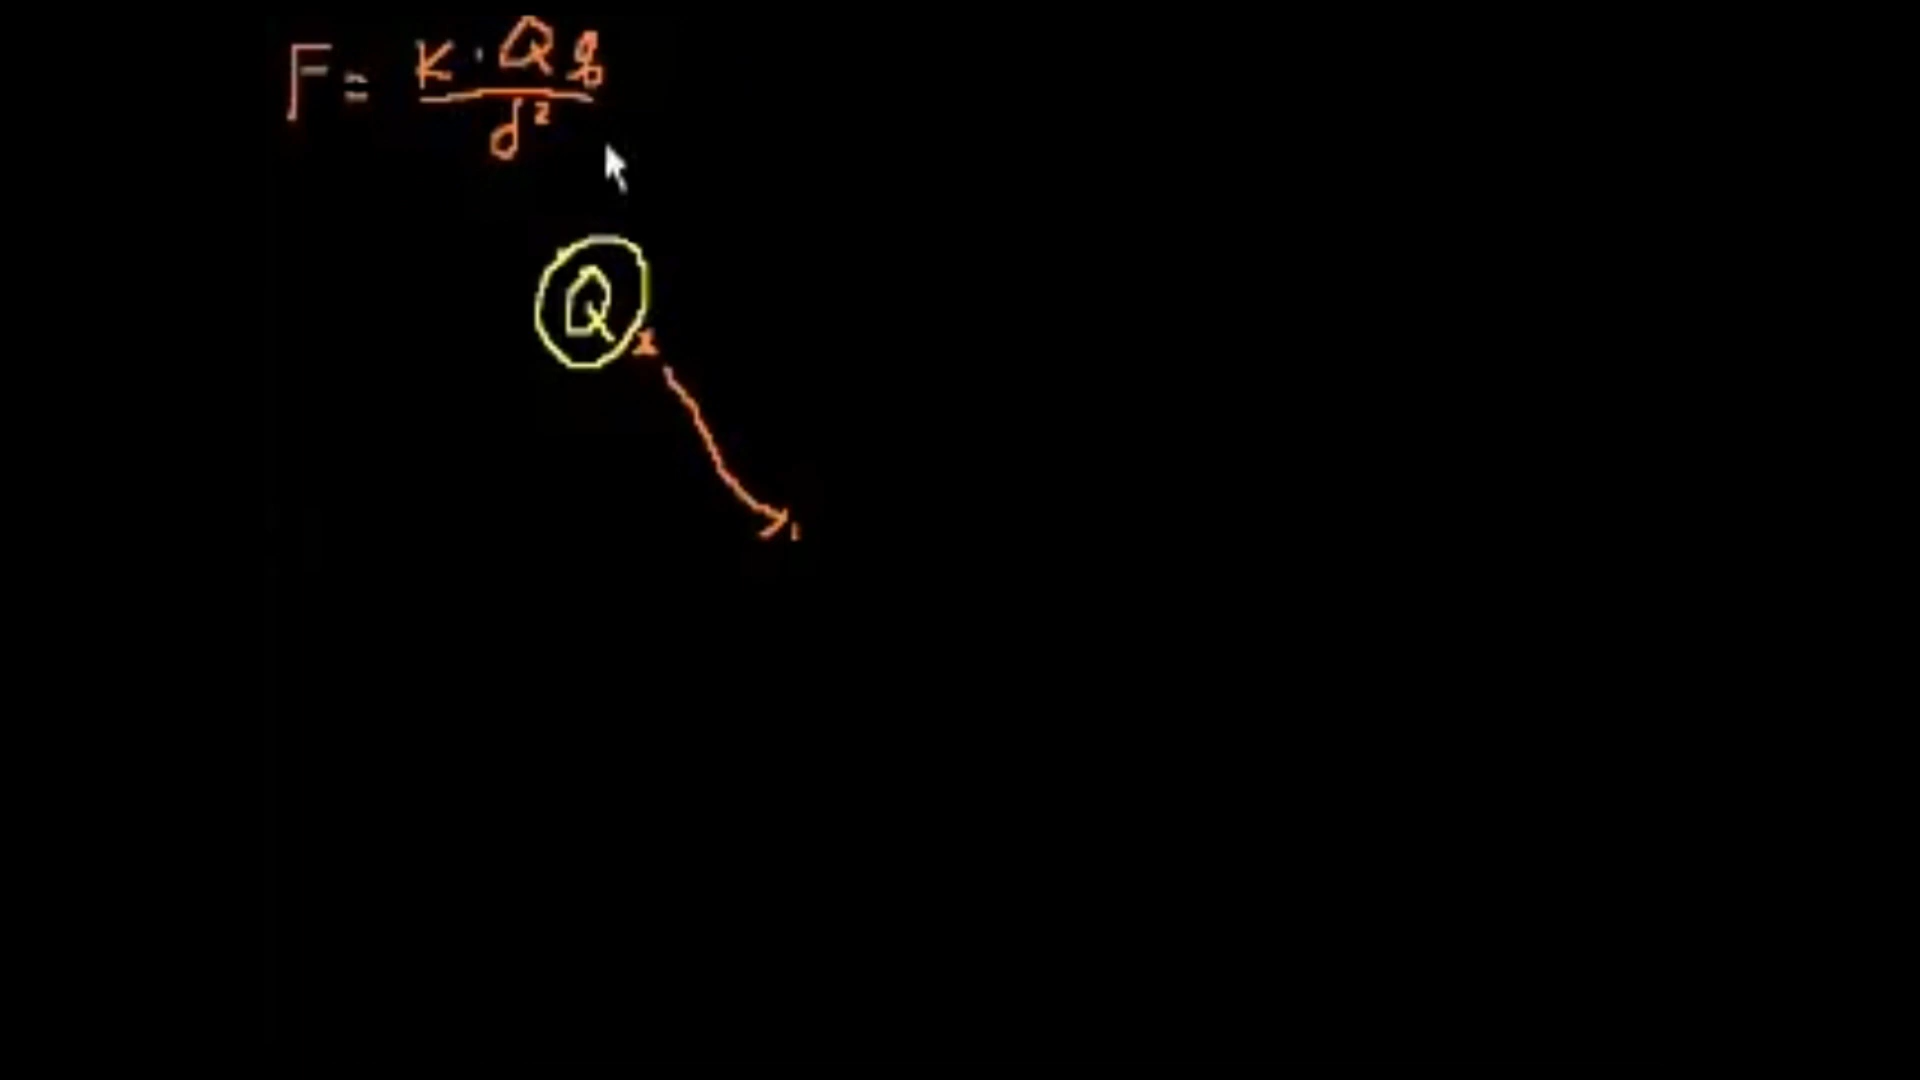 F = K · Q q / d²
Q